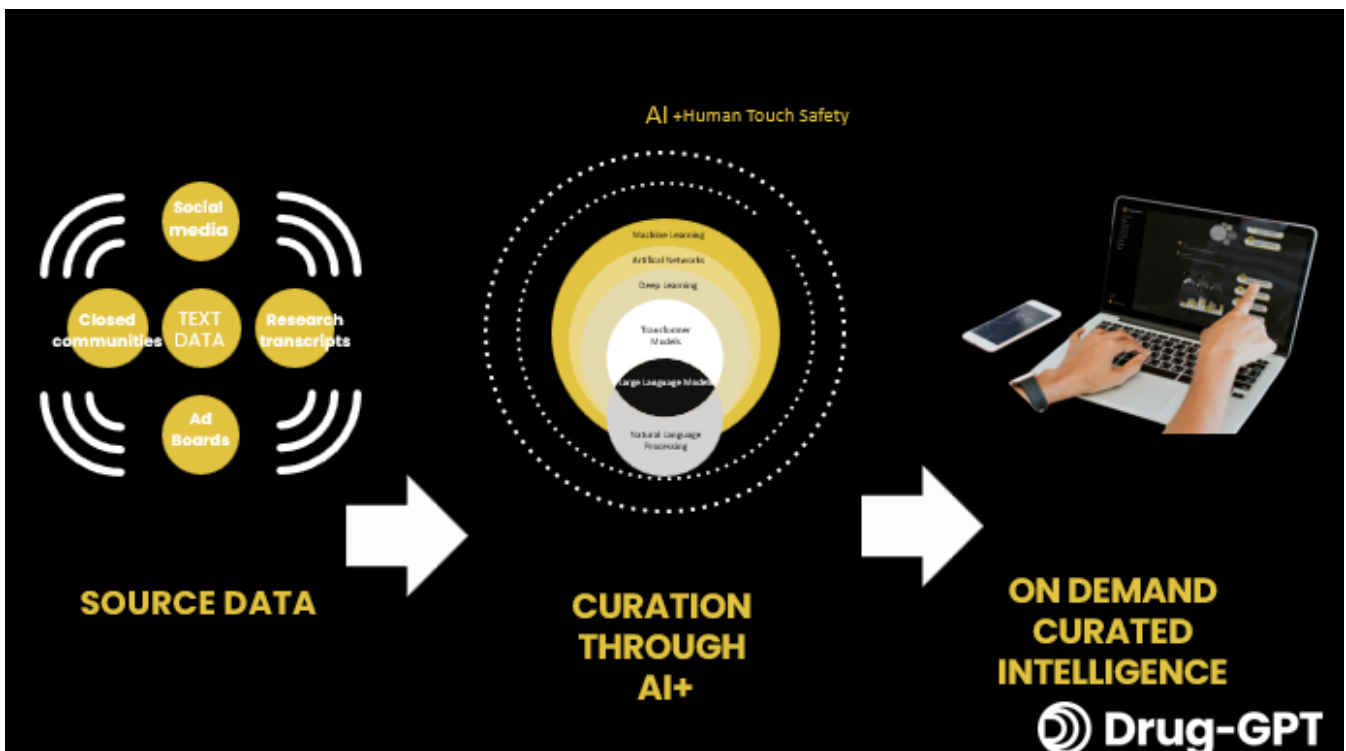 AI +Human Touch Safety
Social
media
Closed
communities
TEXT
DATA
Research
transcripts
Ad
Boards
Machine Learning
Artifical Networks
Deep Learning
Transformer
Models
Large Language Models
Natural Language
Processing
SOURCE DATA
CURATION
THROUGH
AI+
ON DEMAND
CURATED
INTELLIGENCE
Drug-GPT